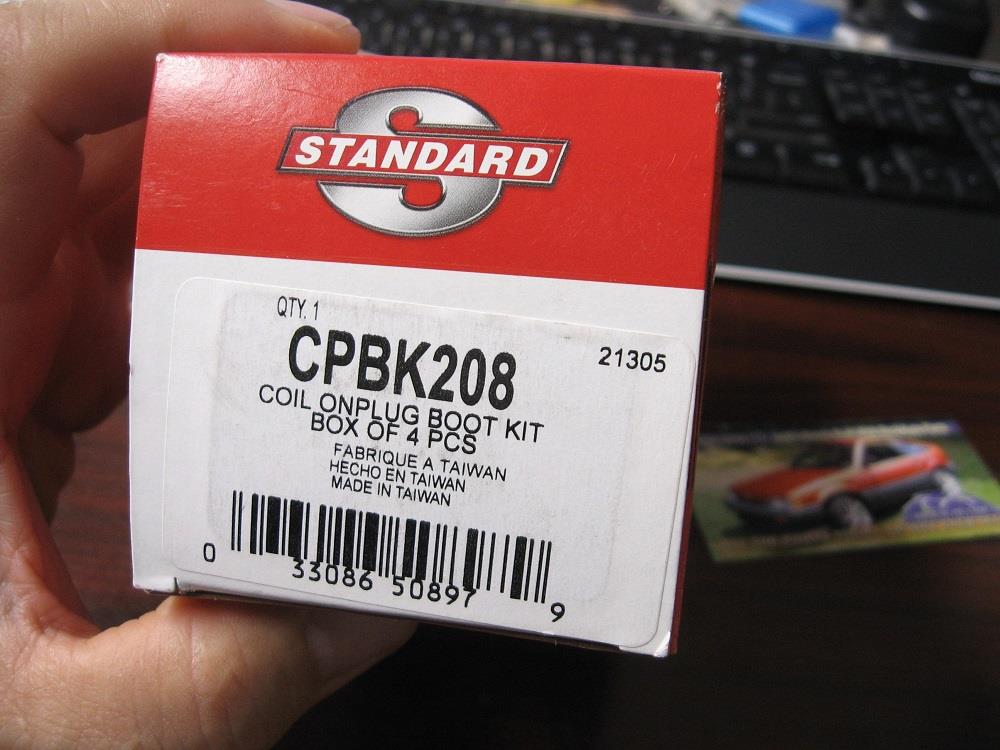 STANDARD
QTY. 1
CPBK208
21305
COIL ONPLUG BOOT KIT
BOX OF 4 PCS
FABRIQUE A TAIWAN
HECHO EN TAIWAN
MADE IN TAIWAN
0 33086 50897 9